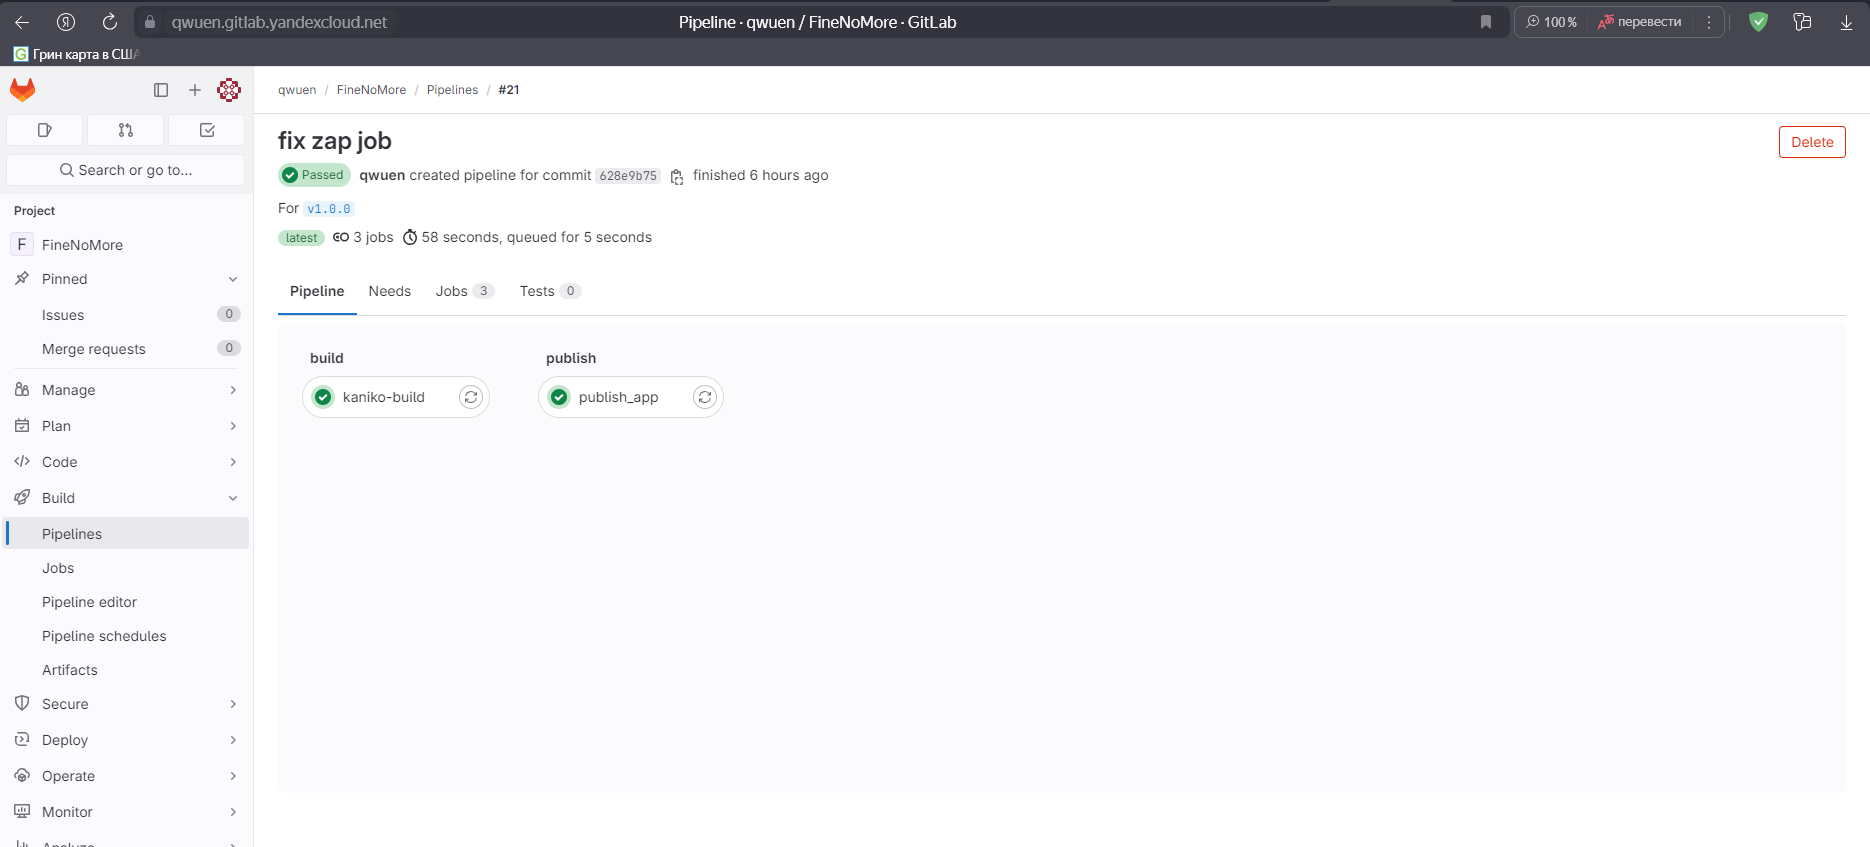 qwuen.gitlab.yandexcloud.net
Pipeline · qwuen / FineNoMore · GitLab
100 %
перевести
Грин карта в США
qwuen / FineNoMore / Pipelines / #21
fix zap job
Delete
Passed qwuen created pipeline for commit 628e9b75 finished 6 hours ago
For v1.0.0
latest 3 jobs 58 seconds, queued for 5 seconds
Pipeline Needs Jobs 3 Tests 0
build
kaniko-build
publish
publish_app
Search or go to...
Project
F FineNoMore
Pinned
Issues 0
Merge requests 0
Manage
Plan
Code
Build
Pipelines
Jobs
Pipeline editor
Pipeline schedules
Artifacts
Secure
Deploy
Operate
Monitor
Analyze